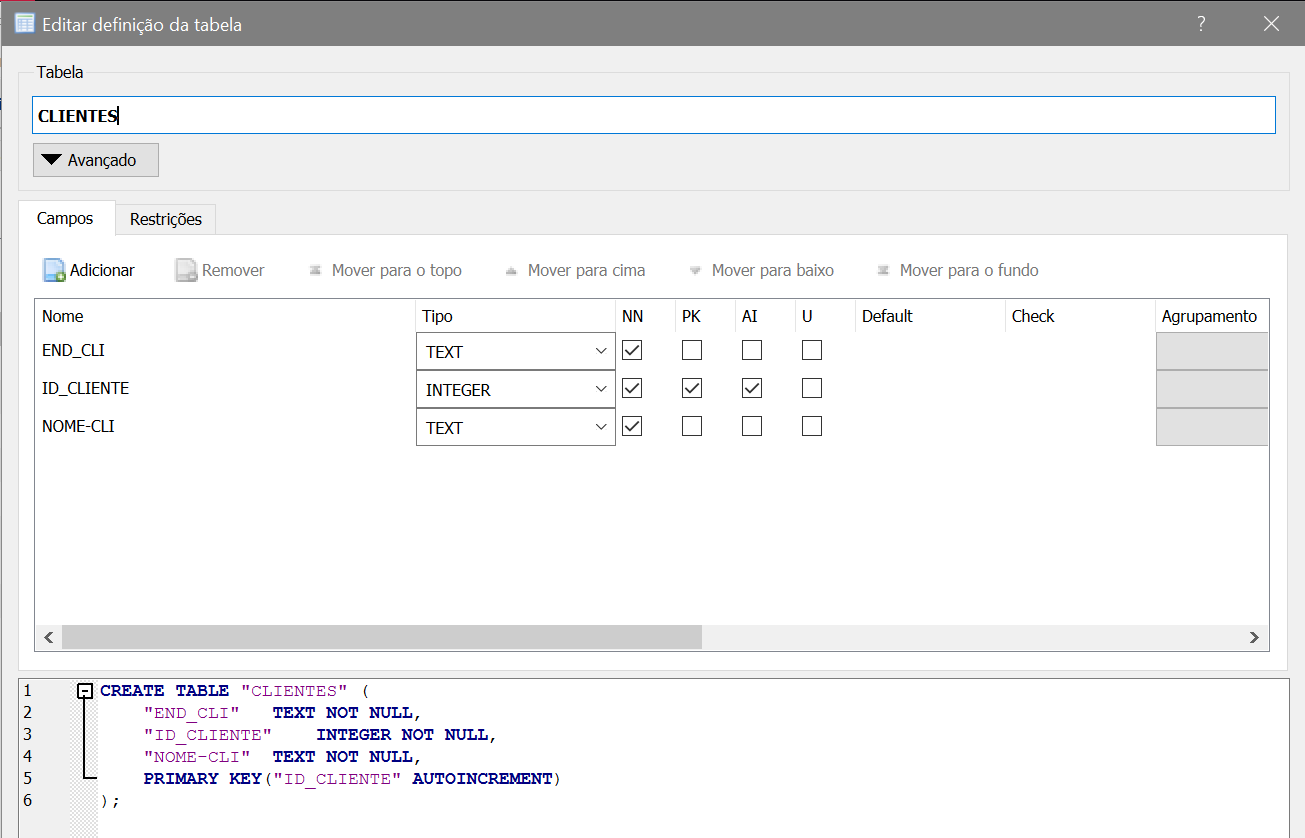 Editar definição da tabela ?
Tabela
CLIENTES
Avançado
Campos Restrições
Adicionar Remover Mover para o topo Mover para cima Mover para baixo Mover para o fundo
Nome Tipo NN PK AI U Default Check Agrupamento
END_CLI TEXT
ID_CLIENTE INTEGER
NOME-CLI TEXT
1 CREATE TABLE "CLIENTES" (
2 "END_CLI" TEXT NOT NULL,
3 "ID_CLIENTE" INTEGER NOT NULL,
4 "NOME-CLI" TEXT NOT NULL,
5 PRIMARY KEY("ID_CLIENTE" AUTOINCREMENT)
6 );